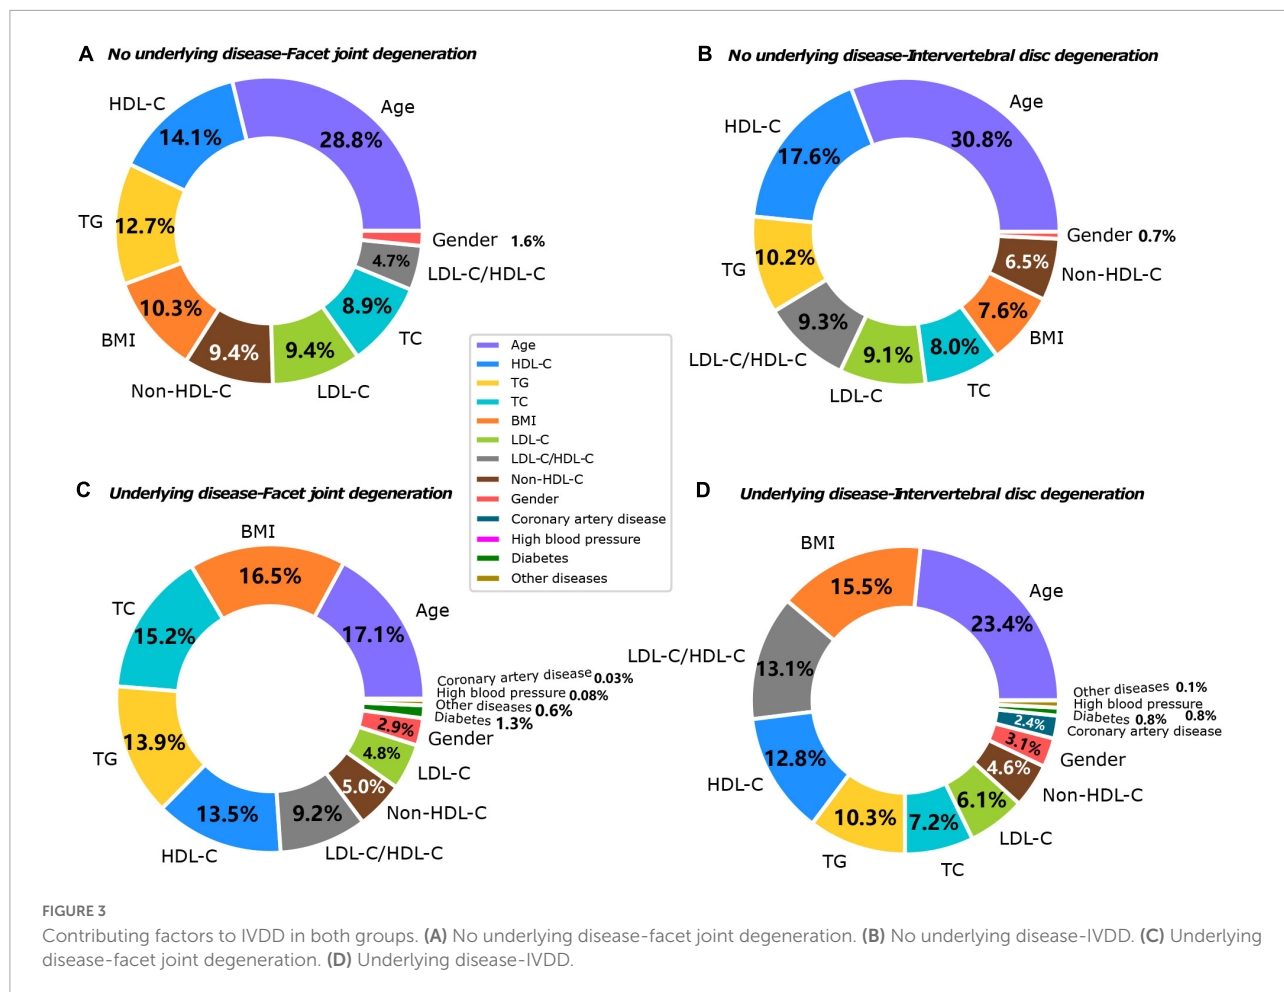 A No underlying disease-Facet joint degeneration
HDL-C
Age
14.1%
28.8%
TG
12.7%
Gender 1.6%
4.7%
LDL-C/HDL-C
10.3%
8.9%
BMI
TC
9.4%
9.4%
Non-HDL-C
LDL-C
B No underlying disease-Intervertebral disc degeneration
Age
HDL-C
30.8%
17.6%
Gender 0.7%
TG
10.2%
6.5%
Non-HDL-C
9.3%
7.6%
LDL-C/HDL-C
BMI
9.1%
8.0%
LDL-C
TC
Age
HDL-C
TG
TC
BMI
LDL-C
LDL-C/HDL-C
Non-HDL-C
Gender
Coronary artery disease
High blood pressure
Diabetes
Other diseases
C Underlying disease-Facet joint degeneration
BMI
16.5%
TC
Age
15.2%
17.1%
Coronary artery disease 0.03%
High blood pressure 0.08%
Other diseases 0.6%
Diabetes 1.3%
2.9%
Gender
TG
13.9%
4.8%
LDL-C
5.0%
Non-HDL-C
13.5%
9.2%
HDL-C
LDL-C/HDL-C
D Underlying disease-Intervertebral disc degeneration
BMI
15.5%
Age
23.4%
LDL-C/HDL-C
13.1%
Other diseases 0.1%
High blood pressure
Diabetes 0.8% 0.8%
2.4%
Coronary artery disease
3.1%
Gender
12.8%
4.6%
HDL-C
Non-HDL-C
10.3%
7.2%
6.1%
LDL-C
TG
TC
FIGURE 3
Contributing factors to IVDD in both groups. (A) No underlying disease-facet joint degeneration. (B) No underlying disease-IVDD. (C) Underlying
disease-facet joint degeneration. (D) Underlying disease-IVDD.